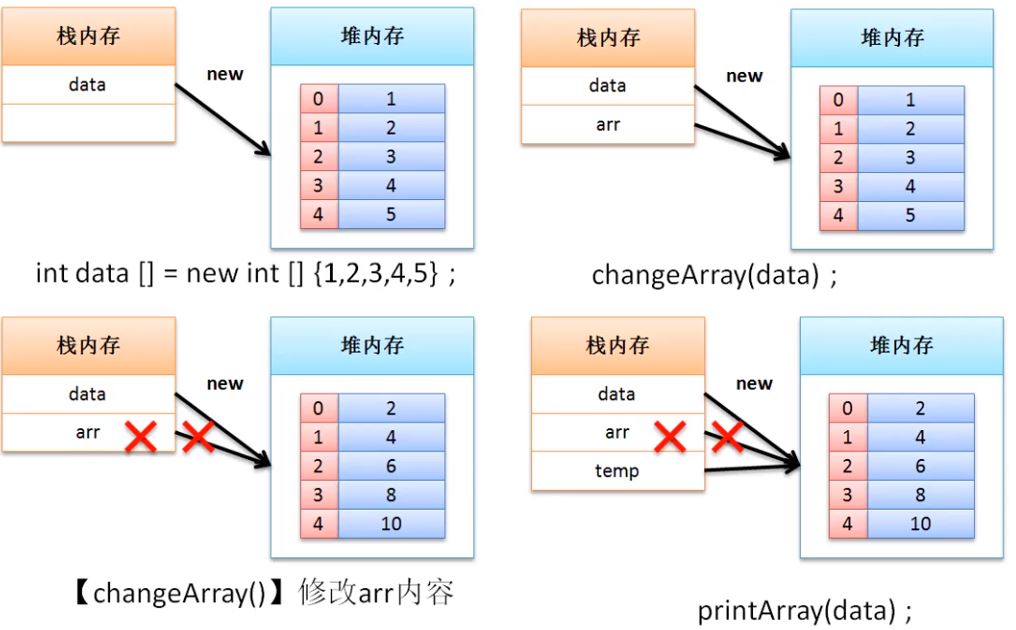 栈内存
data
new
堆内存
0 1
1 2
2 3
3 4
4 5
int data [] = new int [] {1,2,3,4,5} ;
栈内存
data
arr
new
堆内存
0 1
1 2
2 3
3 4
4 5
changeArray(data) ;
栈内存
data
arr
new
堆内存
0 2
1 4
2 6
3 8
4 10
【changeArray()】修改arr内容
栈内存
data
arr
temp
new
堆内存
0 2
1 4
2 6
3 8
4 10
printArray(data) ;